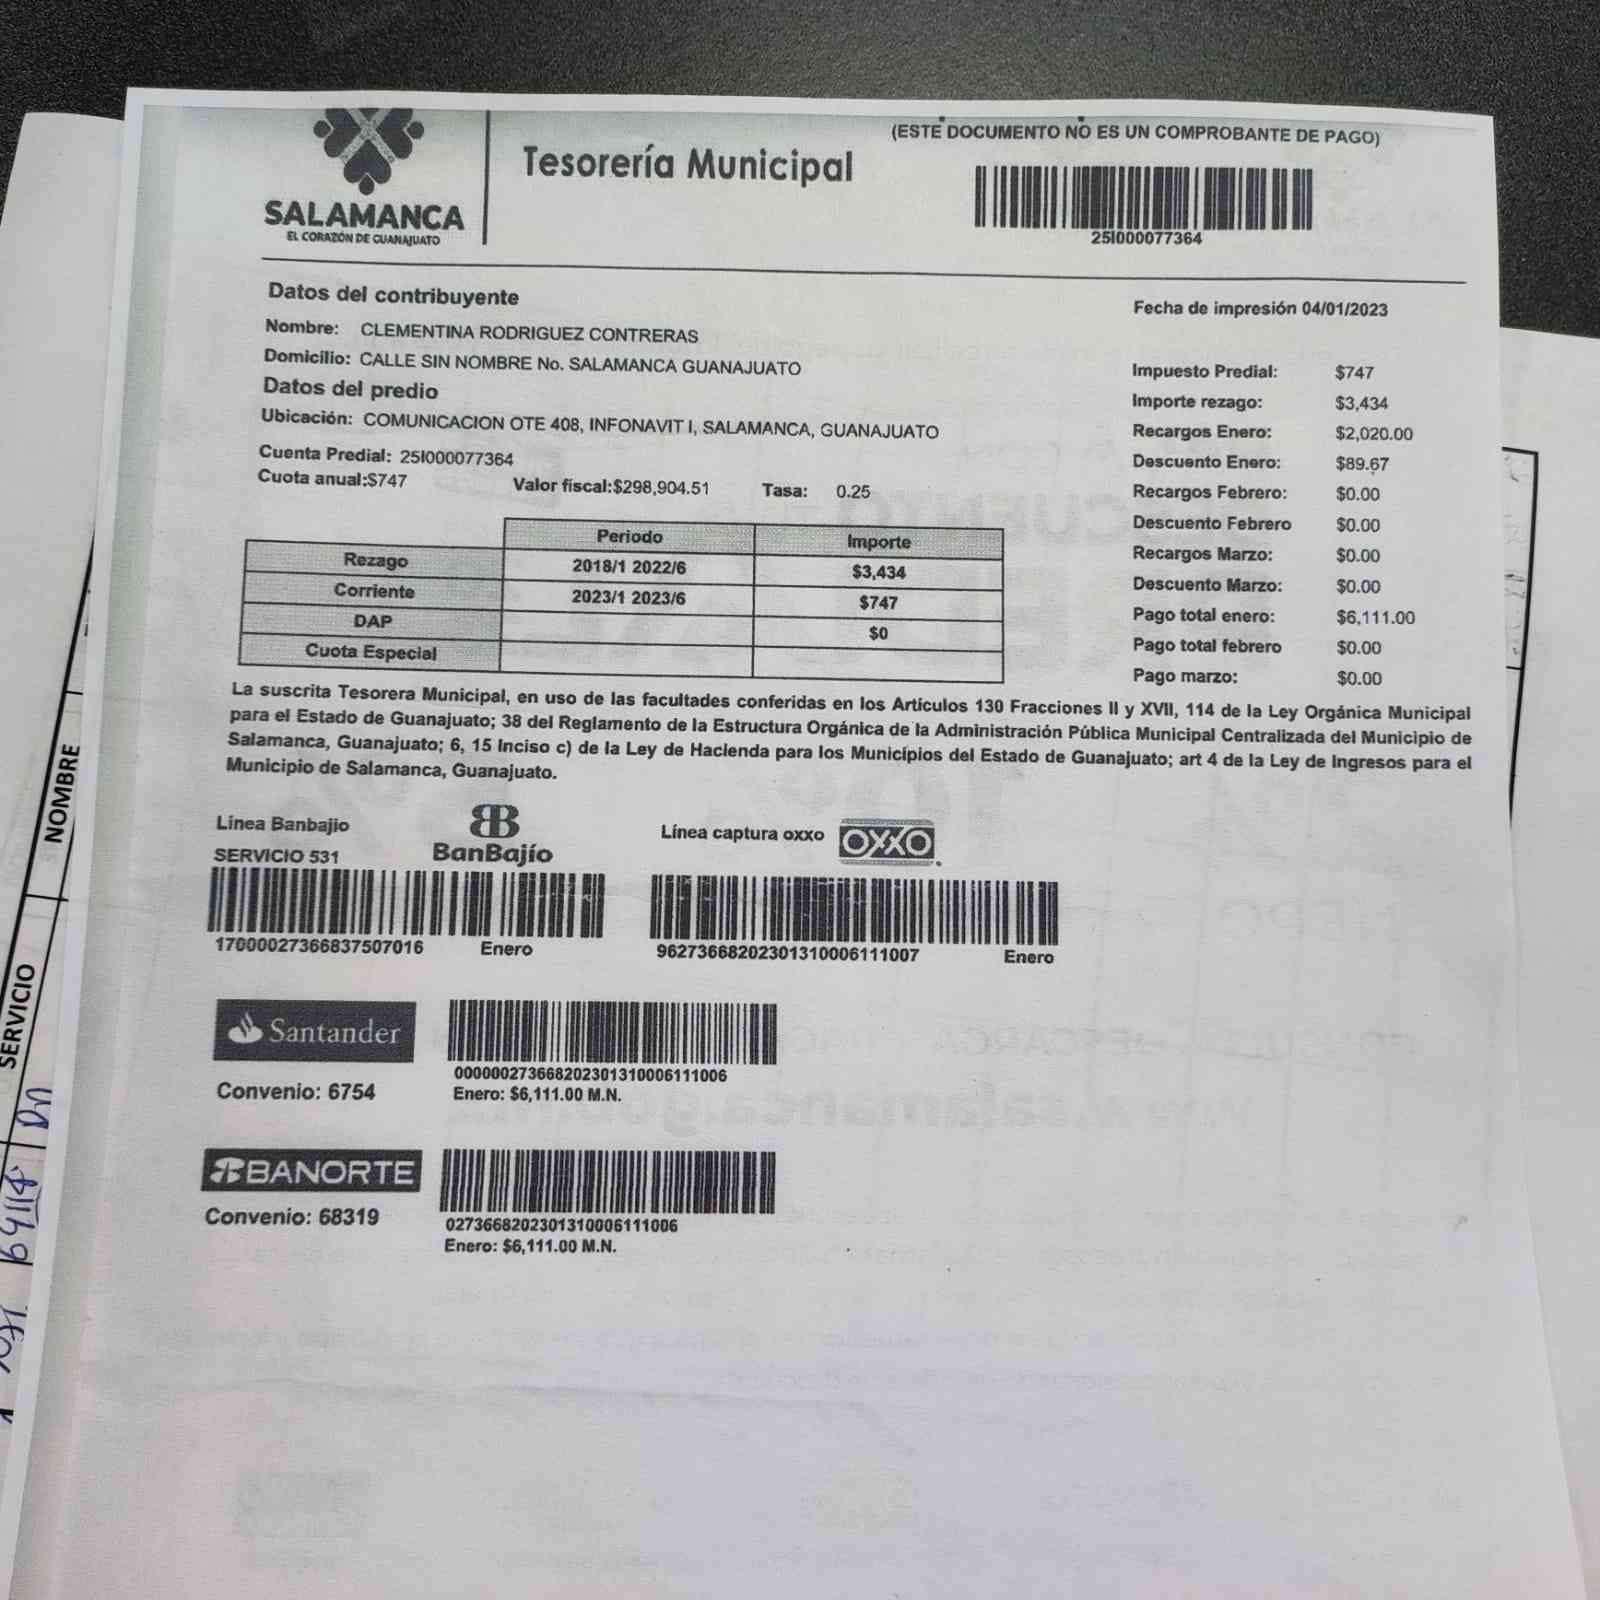 (ESTE DOCUMENTO NO ES UN COMPROBANTE DE PAGO)
Tesorería Municipal
SALAMANCA
EL CORAZÓN DE GUANAJUATO
25I000077364
Datos del contribuyente
Fecha de impresión 04/01/2023
Nombre: CLEMENTINA RODRIGUEZ CONTRERAS
Domicilio: CALLE SIN NOMBRE No. SALAMANCA GUANAJUATO
Datos del predio
Ubicación: COMUNICACION OTE 408, INFONAVIT I, SALAMANCA, GUANAJUATO
Cuenta Predial: 25I000077364
Cuota anual:$747 Valor fiscal:$298,904.51 Tasa: 0.25
Impuesto Predial: $747
Importe rezago: $3,434
Recargos Enero: $2,020.00
Descuento Enero: $89.67
Recargos Febrero: $0.00
Descuento Febrero $0.00
Recargos Marzo: $0.00
Descuento Marzo: $0.00
Pago total enero: $6,111.00
Pago total febrero $0.00
Pago marzo: $0.00
Periodo Importe
Rezago 2018/1 2022/6 $3,434
Corriente 2023/1 2023/6 $747
DAP $0
Cuota Especial
La suscrita Tesorera Municipal, en uso de las facultades conferidas en los Artículos 130 Fracciones II y XVII, 114 de la Ley Orgánica Municipal
para el Estado de Guanajuato; 38 del Reglamento de la Estructura Orgánica de la Administración Pública Municipal Centralizada del Municipio de
Salamanca, Guanajuato; 6, 15 Inciso c) de la Ley de Hacienda para los Municipios del Estado de Guanajuato; art 4 de la Ley de Ingresos para el
Municipio de Salamanca, Guanajuato.
Linea Banbajio
SERVICIO 531
BanBajío
Línea captura oxxo
OXXO
17000027366837507016 Enero
96273668202301310006111007 Enero
Santander
Convenio: 6754
000000273668202301310006111006
Enero: $6,111.00 M.N.
BANORTE
Convenio: 68319
0273668202301310006111006
Enero: $6,111.00 M.N.
NOMBRE
SERVICIO